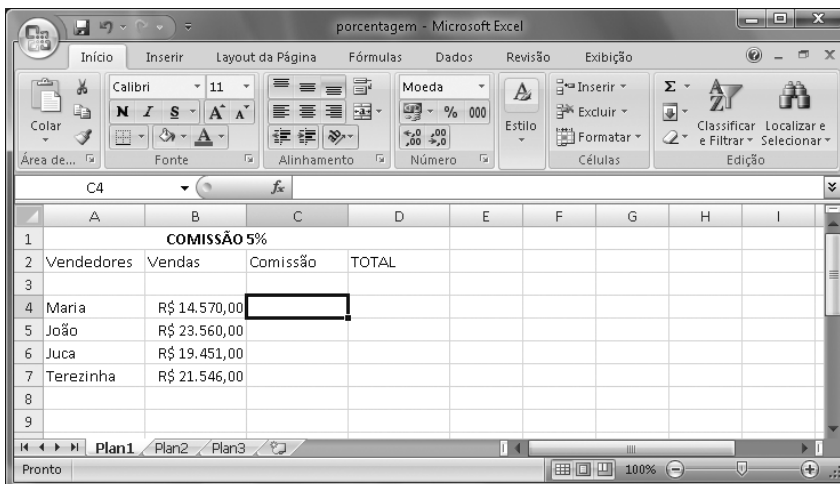 porcentagem - Microsoft Excel
Início Inserir Layout da Página Fórmulas Dados Revisão Exibição
Colar
Área de...
Calibri 11
N I S A A
Fonte
Alinhamento
Moeda
% 000
,00 ,00
Número
Estilo
Inserir
Excluir
Formatar
Células
Σ
Classificar e Filtrar
Localizar e Selecionar
Edição
C4 fx
A B C D E F G H I
1 COMISSÃO 5%
2 Vendedores Vendas Comissão TOTAL
3
4 Maria R$ 14.570,00
5 João R$ 23.560,00
6 Juca R$ 19.451,00
7 Terezinha R$ 21.546,00
8
9
Plan1 Plan2 Plan3
Pronto 100%